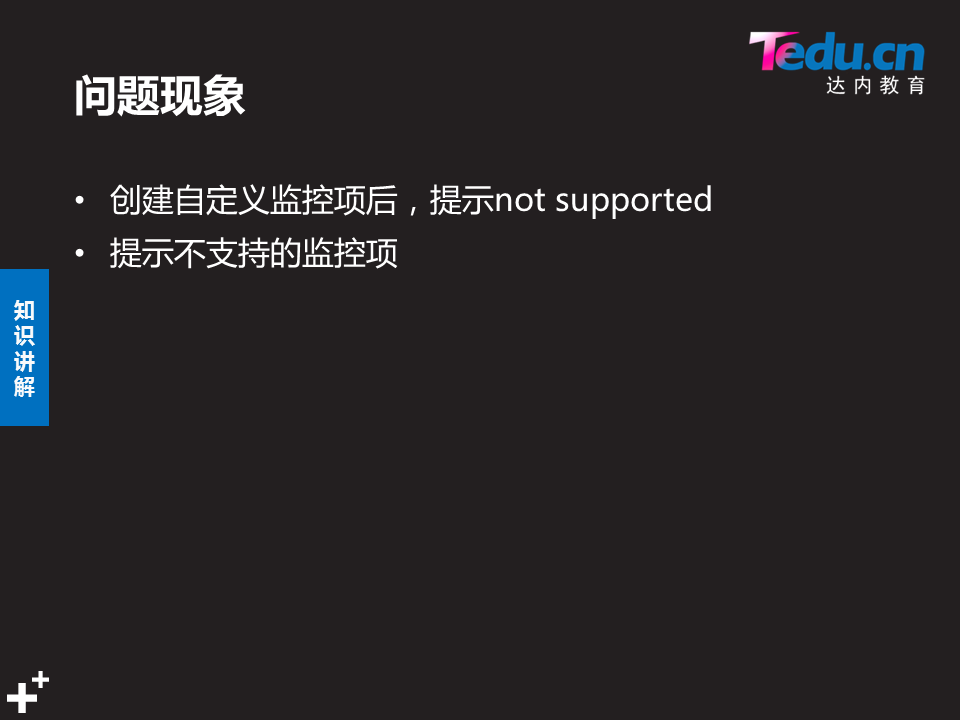 Tedu.cn
达内教育
问题现象
• 创建自定义监控项后，提示not supported
• 提示不支持的监控项
知
识
讲
解